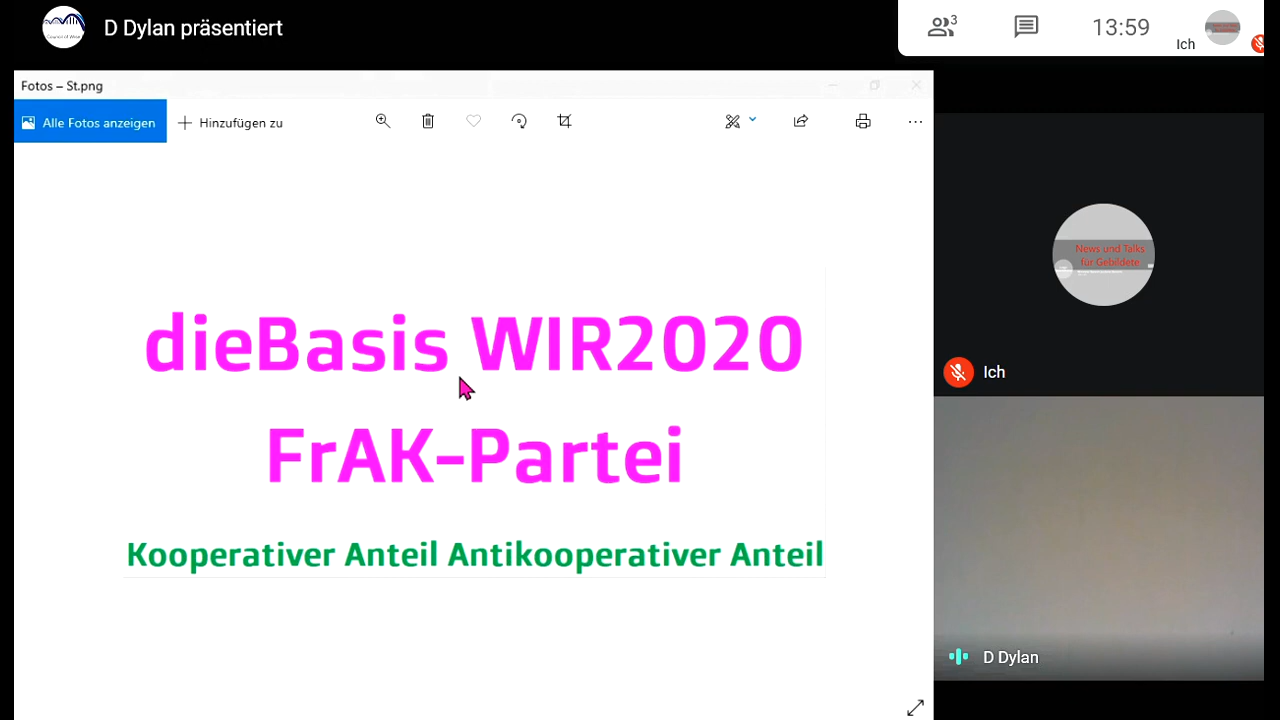 D Dylan präsentiert
3
13:59
Ich
Fotos – St.png
Alle Fotos anzeigen
Hinzufügen zu
News und Talks
für Gebildete
Ich
dieBasis WIR2020
FrAK-Partei
Kooperativer Anteil Antikooperativer Anteil
D Dylan